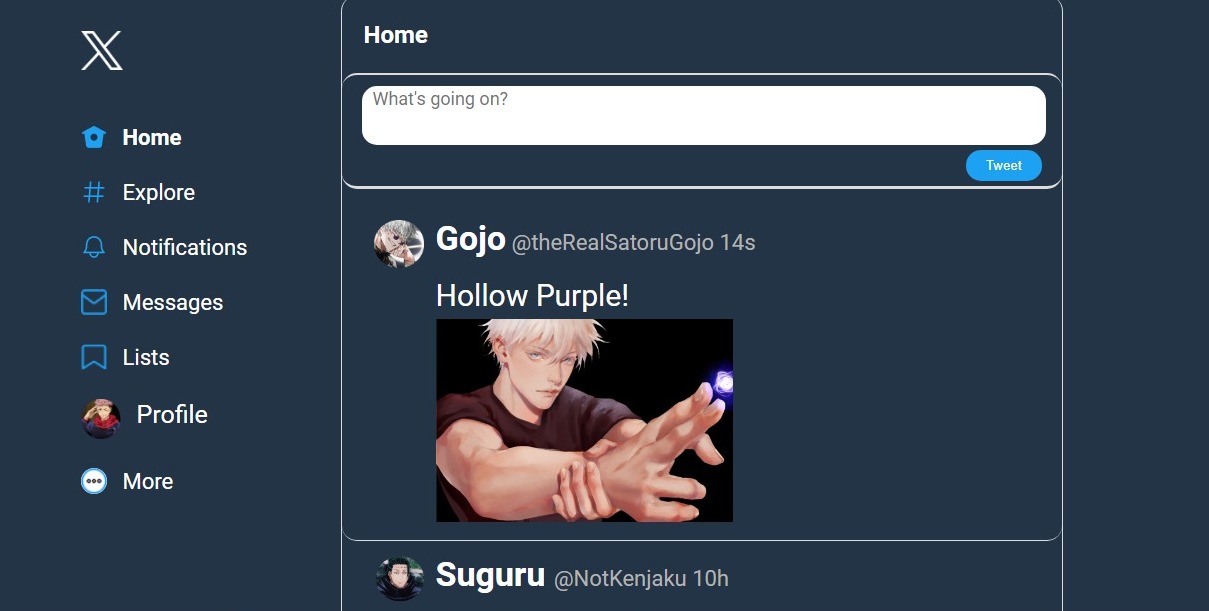 Home
What's going on?
Tweet
Home
Explore
Notifications
Messages
Lists
Profile
More
Gojo @theRealSatoruGojo 14s
Hollow Purple!
Suguru @NotKenjaku 10h